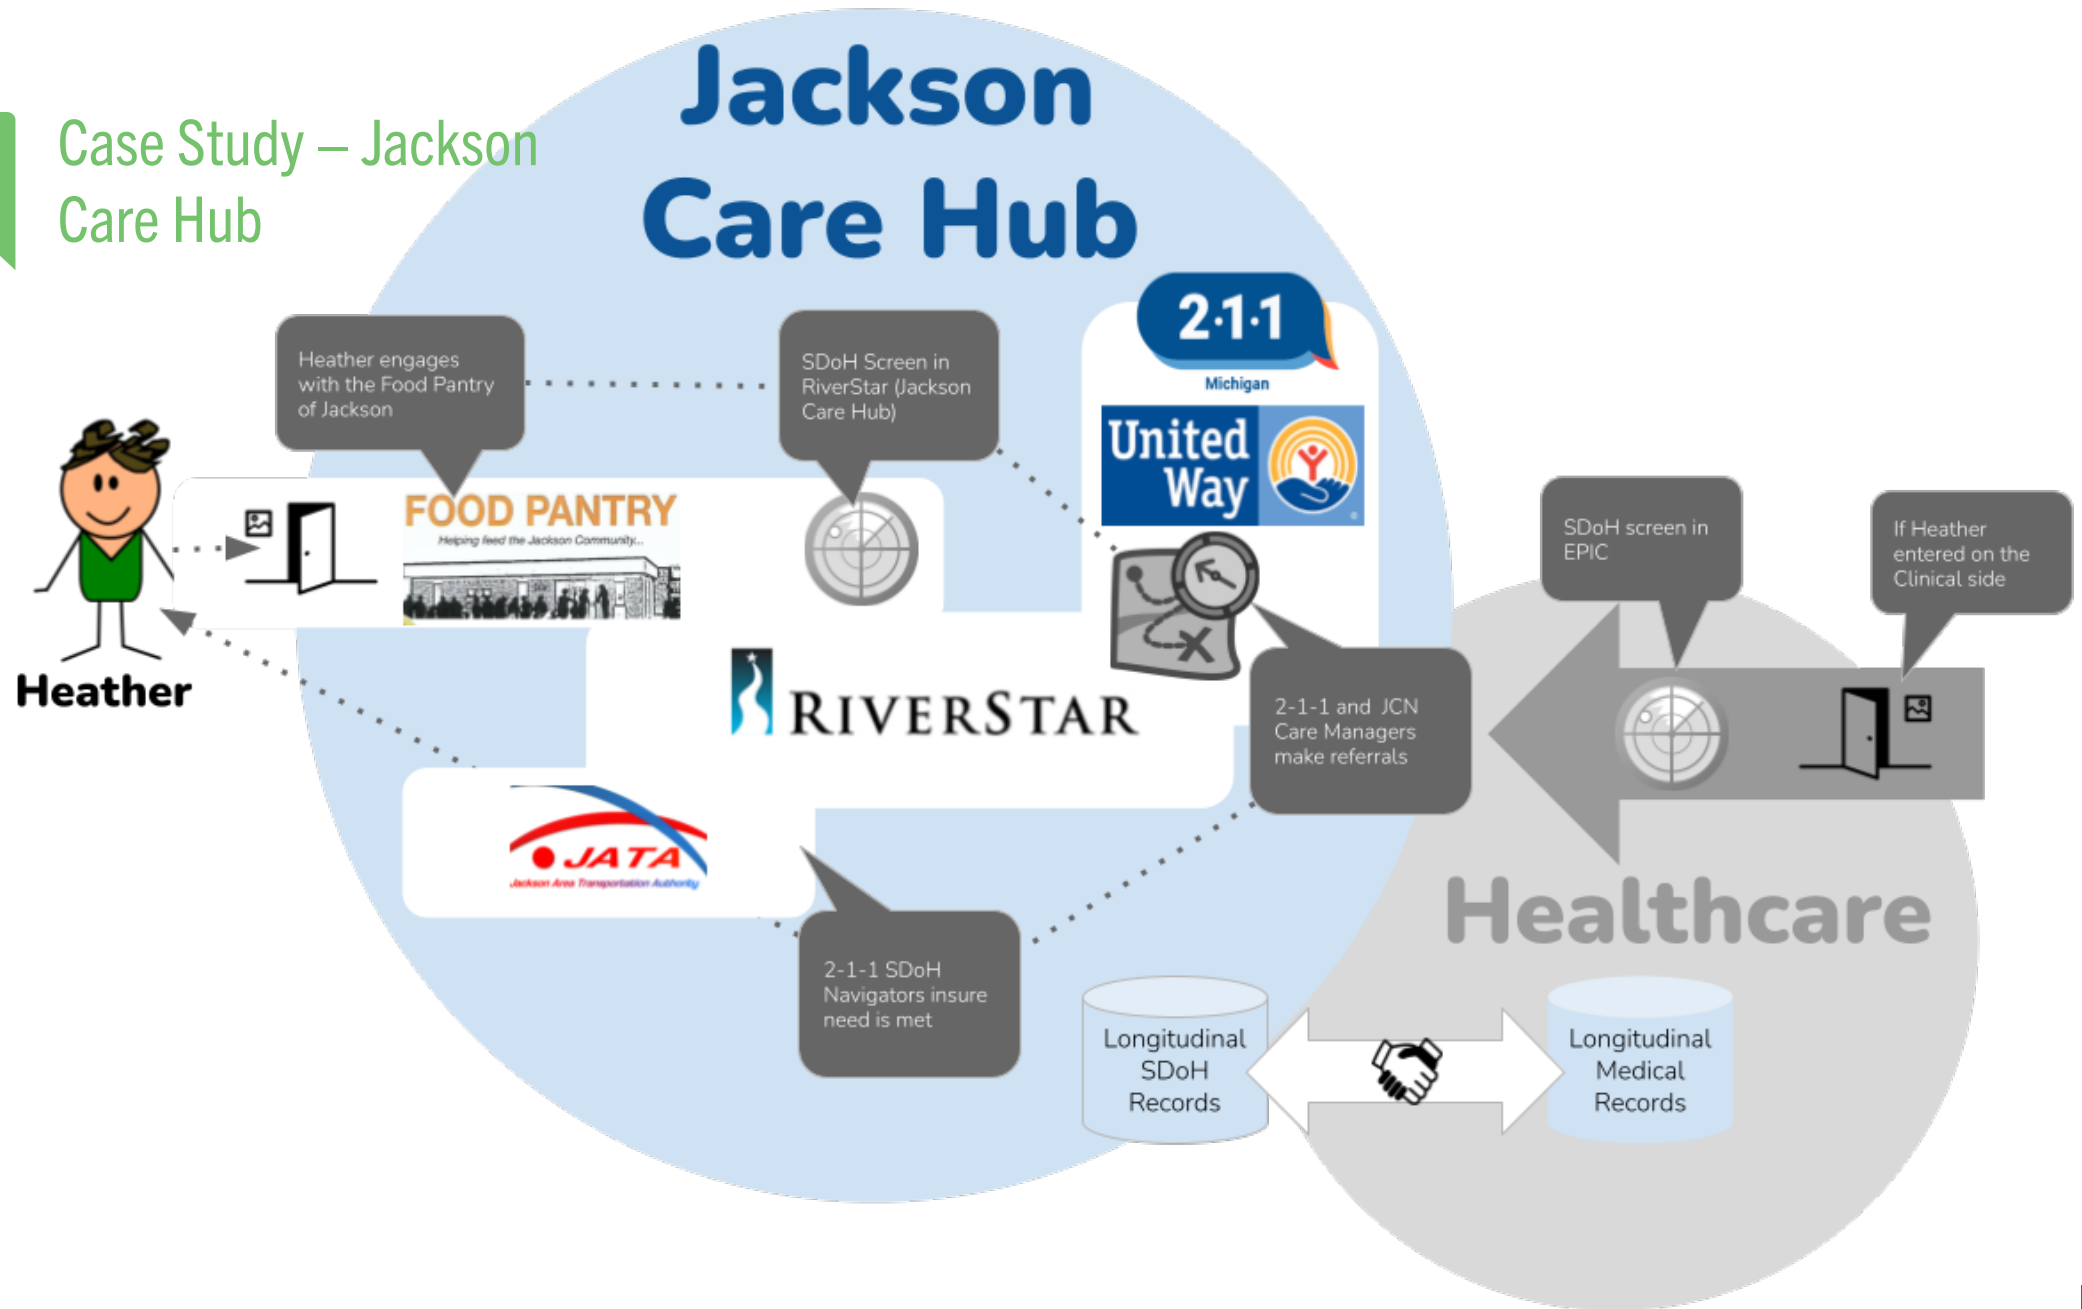 Case Study – Jackson
Care Hub
Jackson
Care Hub
Heather engages
with the Food Pantry
of Jackson
SDoH Screen in
RiverStar (Jackson
Care Hub)
2·1·1
Michigan
United
Way
FOOD PANTRY
Helping feed the Jackson Community...
Heather
RIVERSTAR
2-1-1 and JCN
Care Managers
make referrals
SDoH screen in
EPIC
If Heather
entered on the
Clinical side
JATA
Jackson Area Transportation Authority
2-1-1 SDoH
Navigators insure
need is met
Healthcare
Longitudinal
SDoH
Records
Longitudinal
Medical
Records